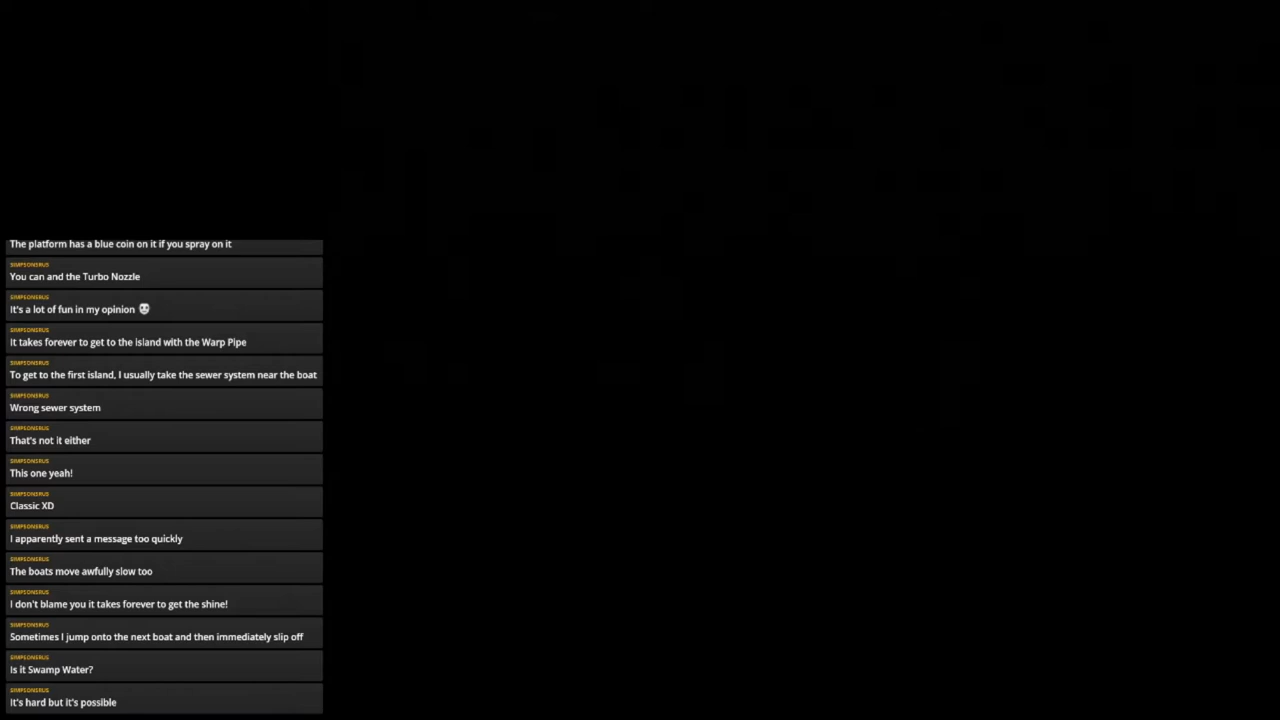 The platform has a blue coin on it if you spray on it
SIMPSONSRUS
You can and the Turbo Nozzle
SIMPSONSRUS
It's a lot of fun in my opinion
SIMPSONSRUS
It takes forever to get to the island with the Warp Pipe
SIMPSONSRUS
To get to the first island, I usually take the sewer system near the boat
SIMPSONSRUS
Wrong sewer system
SIMPSONSRUS
That's not it either
SIMPSONSRUS
This one yeah!
SIMPSONSRUS
Classic XD
SIMPSONSRUS
I apparently sent a message too quickly
SIMPSONSRUS
The boats move awfully slow too
SIMPSONSRUS
I don't blame you it takes forever to get the shine!
SIMPSONSRUS
Sometimes I jump onto the next boat and then immediately slip off
SIMPSONSRUS
Is it Swamp Water?
SIMPSONSRUS
It's hard but it's possible